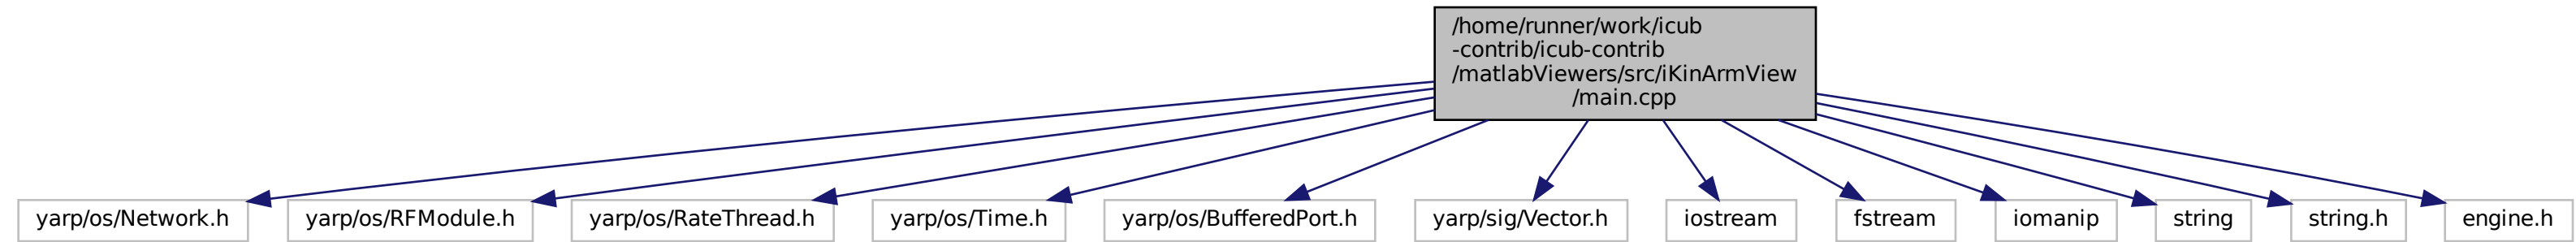 /home/runner/work/icub
-contrib/icub-contrib
/matlabViewers/src/iKinArmView
/main.cpp
yarp/os/Network.h
yarp/os/RFModule.h
yarp/os/RateThread.h
yarp/os/Time.h
yarp/os/BufferedPort.h
yarp/sig/Vector.h
iostream
fstream
iomanip
string
string.h
engine.h